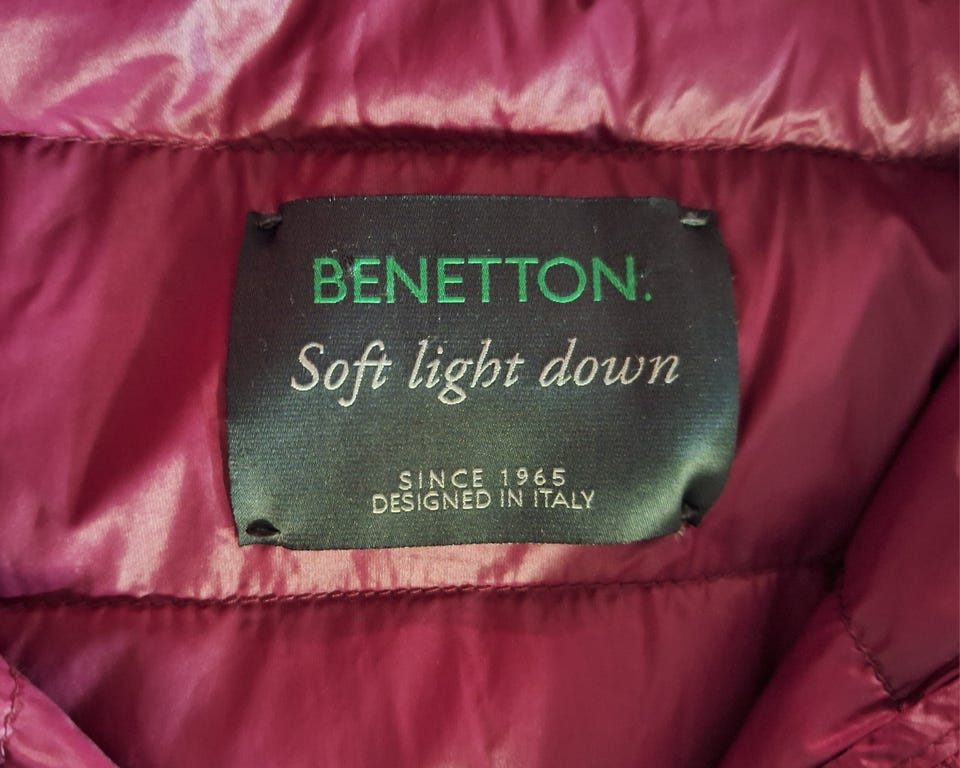 BENETTON.
Soft light down
SINCE 1965
DESIGNED IN ITALY